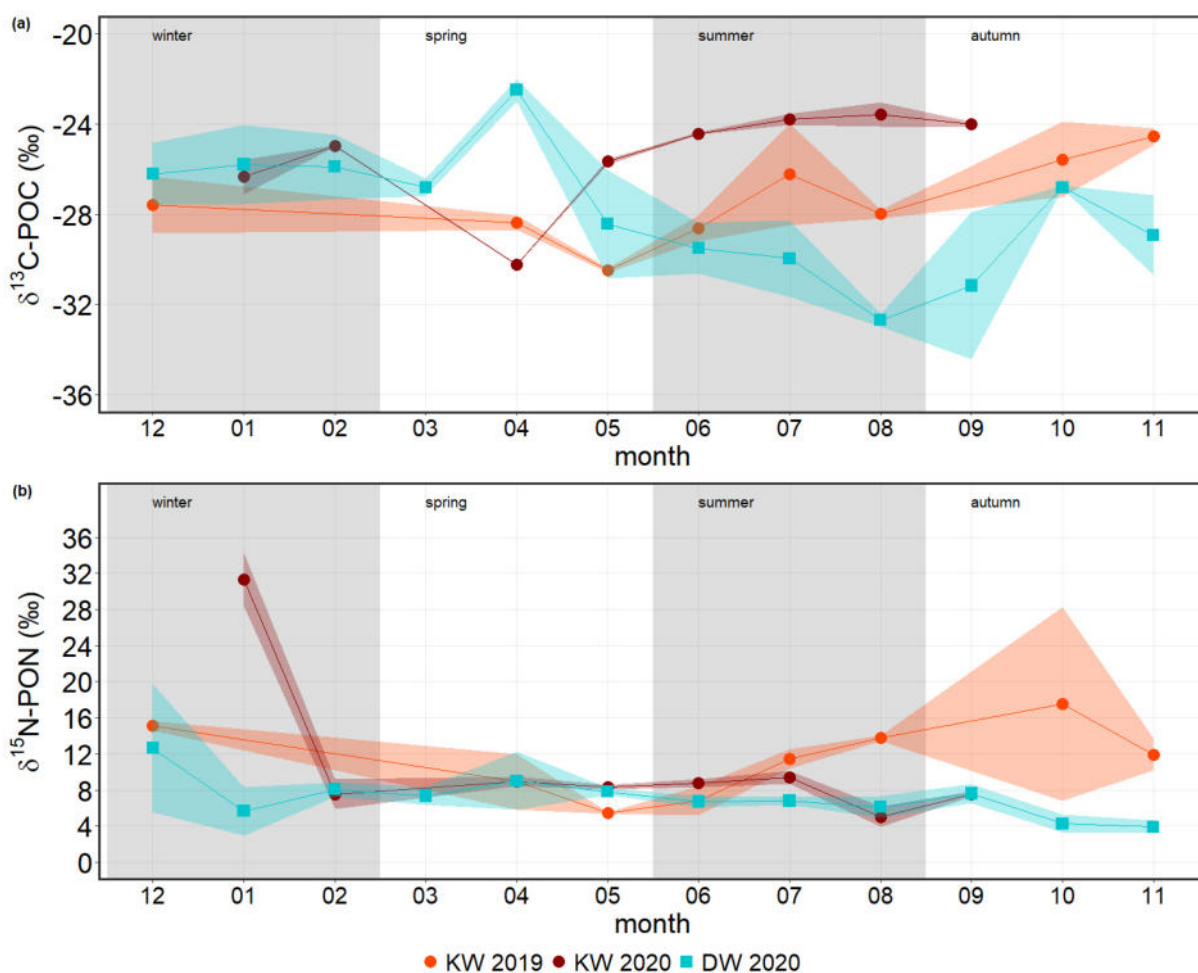 (a)
winter spring summer autumn
-20
-24
-28
-32
-36
δ¹³C-POC (‰)
12 01 02 03 04 05 06 07 08 09 10 11
month
(b)
winter spring summer autumn
36
32
28
24
20
16
12
8
4
0
δ¹⁵N-PON (‰)
12 01 02 03 04 05 06 07 08 09 10 11
month
KW 2019 KW 2020 DW 2020